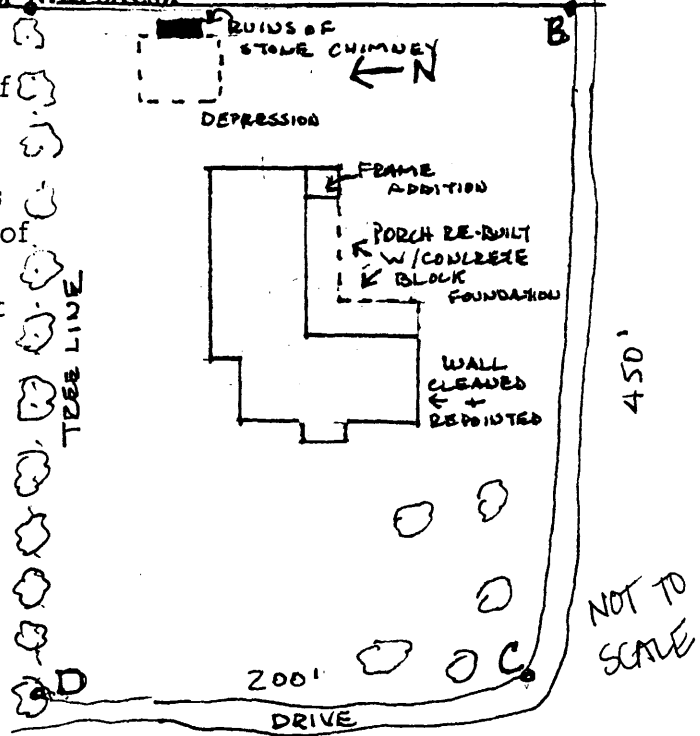 B
RUINS OF
STONE CHIMNEY
N
DEPRESSION
FRAME
ADDITION
PORCH RE-BUILT
W/CONCRETE
BLOCK
FOUNDATION
TREE LINE
WALL
CLEANED
+
REPOINTED
450'
NOT TO
SCALE
D
200'
C
DRIVE
f
of